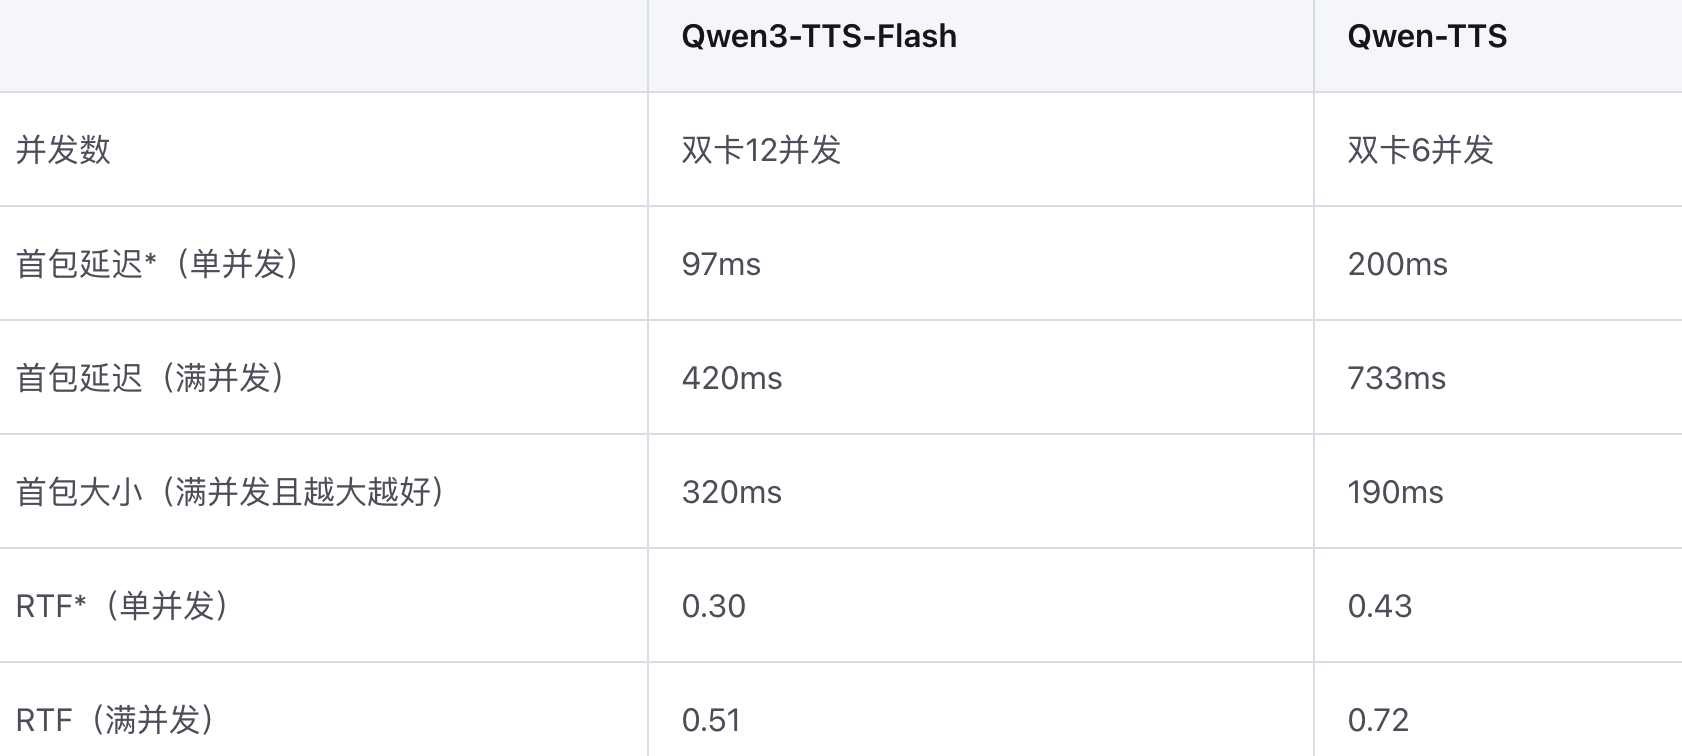 Qwen3-TTS-Flash Qwen-TTS
并发数 双卡12并发 双卡6并发
首包延迟*（单并发） 97ms 200ms
首包延迟（满并发） 420ms 733ms
首包大小（满并发且越大越好） 320ms 190ms
RTF*（单并发） 0.30 0.43
RTF（满并发） 0.51 0.72